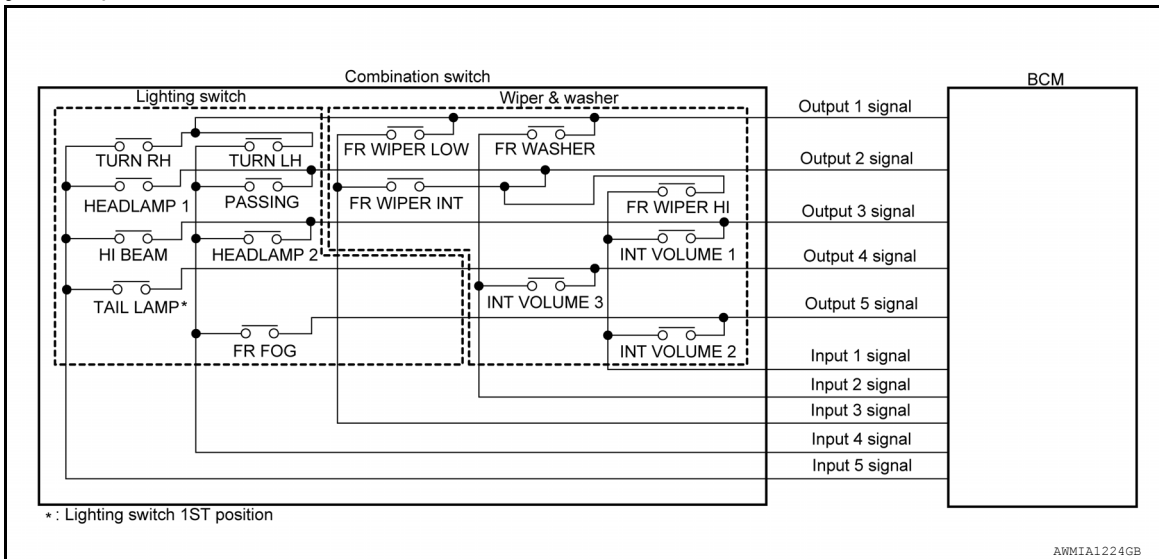 Combination switch
BCM
Lighting switch
Wiper & washer
Output 1 signal
TURN RH
TURN LH
FR WIPER LOW
FR WASHER
Output 2 signal
HEADLAMP 1
PASSING
FR WIPER INT
FR WIPER HI
Output 3 signal
HI BEAM
HEADLAMP 2
INT VOLUME 1
Output 4 signal
TAIL LAMP*
INT VOLUME 3
Output 5 signal
FR FOG
INT VOLUME 2
Input 1 signal
Input 2 signal
Input 3 signal
Input 4 signal
Input 5 signal
*: Lighting switch 1ST position
AWMIA1224GB